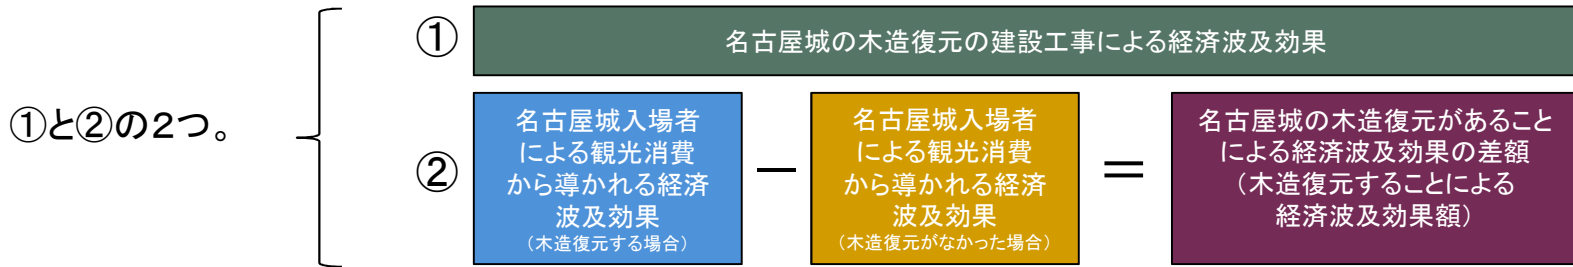 ①と②の2つ。
①
名古屋城の木造復元の建設工事による経済波及効果
②
名古屋城入場者
による観光消費
から導かれる経済
波及効果
（木造復元する場合）
－
名古屋城入場者
による観光消費
から導かれる経済
波及効果
（木造復元がなかった場合）
＝
名古屋城の木造復元があること
による経済波及効果の差額
（木造復元することによる
経済波及効果額）